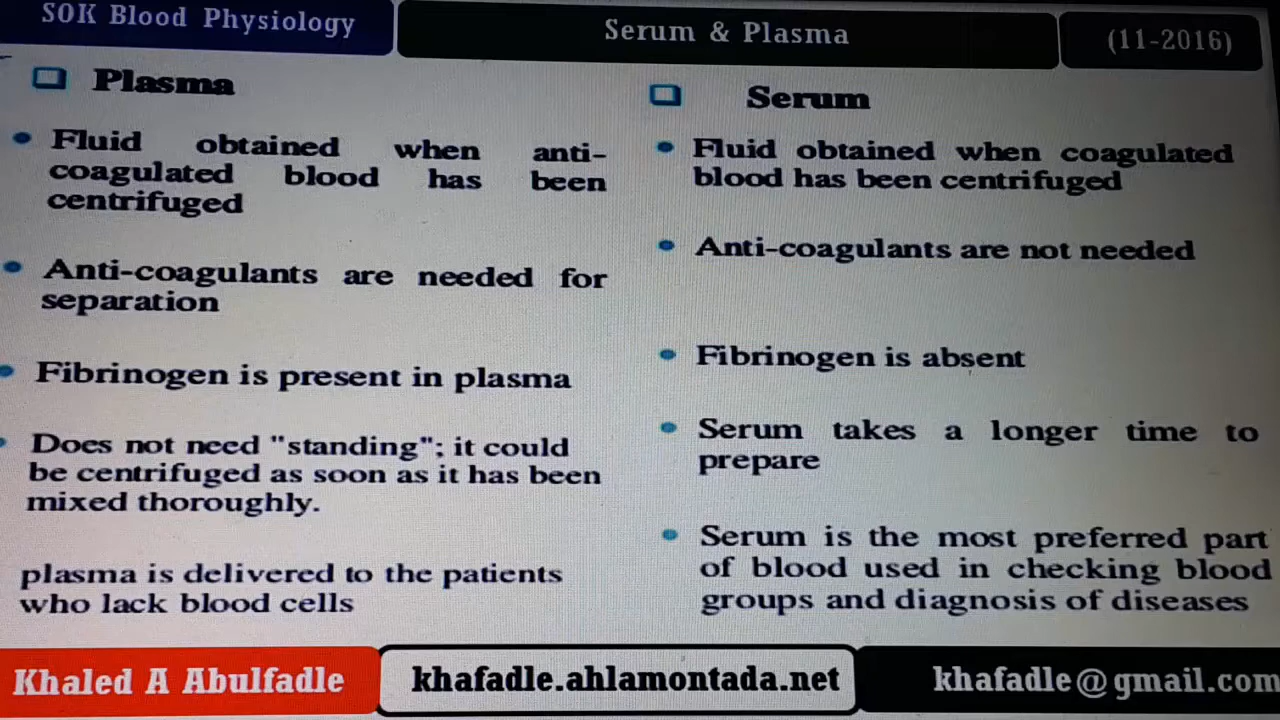 SOK Blood Physiology
Serum & Plasma
(11-2016)
Plasma
• Fluid obtained when anti-
coagulated blood has been
centrifuged
• Anti-coagulants are needed for
separation
• Fibrinogen is present in plasma
• Does not need "standing"; it could
be centrifuged as soon as it has been
mixed thoroughly.
plasma is delivered to the patients
who lack blood cells
Serum
• Fluid obtained when coagulated
blood has been centrifuged
• Anti-coagulants are not needed
• Fibrinogen is absent
• Serum takes a longer time to
prepare
• Serum is the most preferred part
of blood used in checking blood
groups and diagnosis of diseases
Khaled A Abulfadle
khafadle.ahlamontada.net
khafadle@gmail.com